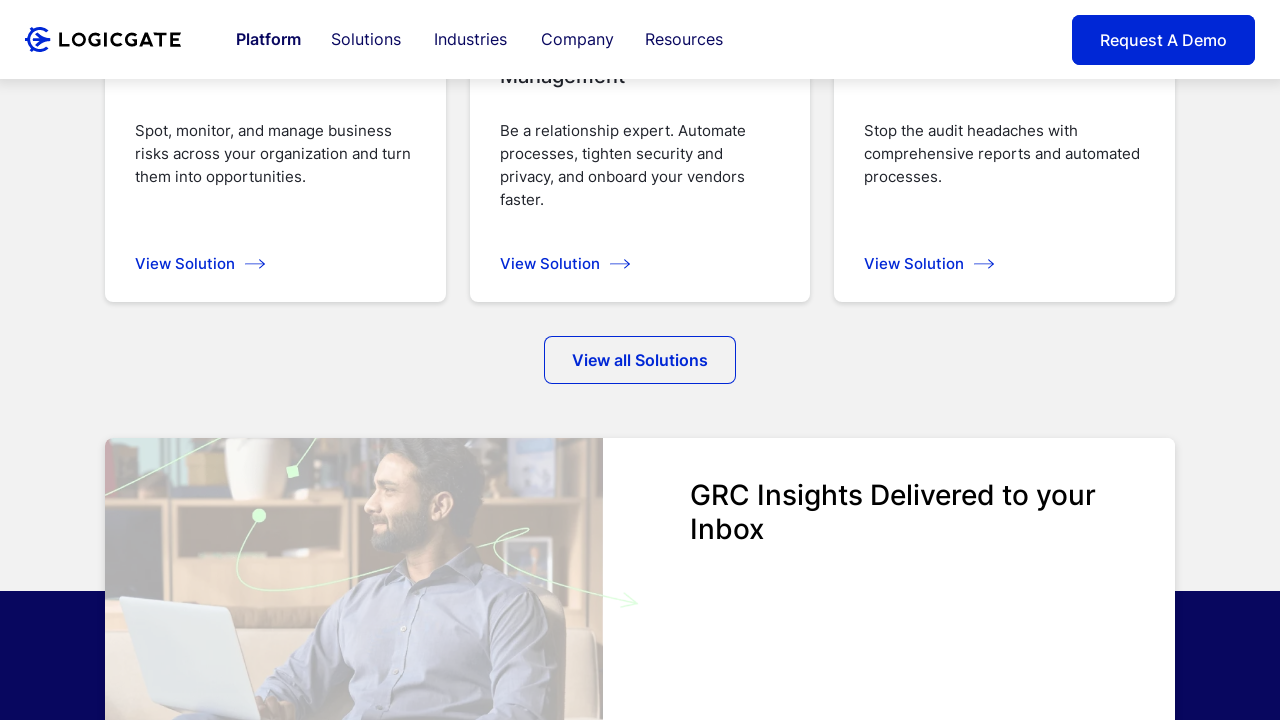 LOGICGATE
Platform
Solutions
Industries
Company
Resources
Request A Demo
Management
Spot, monitor, and manage business
risks across your organization and turn
them into opportunities.
View Solution
Be a relationship expert. Automate
processes, tighten security and
privacy, and onboard your vendors
faster.
View Solution
Stop the audit headaches with
comprehensive reports and automated
processes.
View Solution
View all Solutions
GRC Insights Delivered to your
Inbox